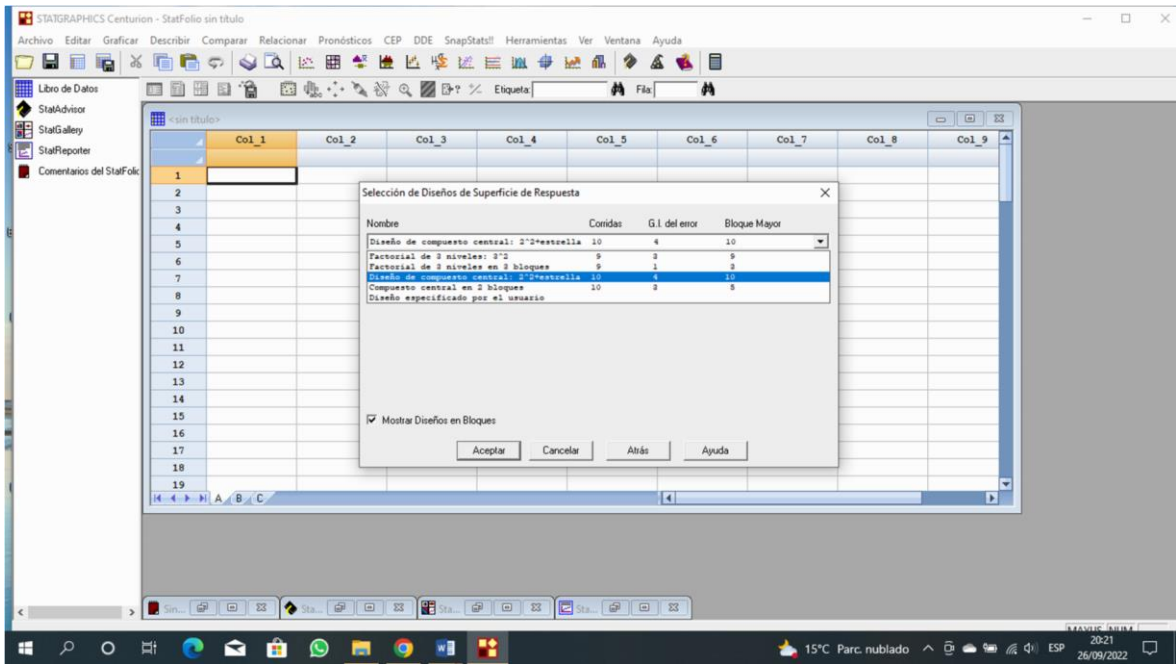 STATGRAPHICS Centurion - StatFolio sin título
Archivo Editar Graficar Describir Comparar Relacionar Pronósticos CEP DDE SnapStats!! Herramientas Ver Ventana Ayuda
Etiqueta: Fila:
Libro de Datos
StatAdvisor
StatGallery
StatReporter
Comentarios del StatFolio
<sin título>
Col_1 Col_2 Col_3 Col_4 Col_5 Col_6 Col_7 Col_8 Col_9
1
2
3
4
5
6
7
8
9
10
11
12
13
14
15
16
17
18
19
A B C
Selección de Diseños de Superficie de Respuesta
Nombre Corridas G.l. del error Bloque Mayor
Diseño de compuesto central: 2^2+estrella 10 4 10
Factorial de 3 niveles: 3^2 9 3 9
Factorial de 3 niveles en 3 bloques 9 1 3
Diseño de compuesto central: 2^2+estrella 10 4 10
Compuesto central en 2 bloques 10 3 5
Diseño especificado por el usuario
Mostrar Diseños en Bloques
Aceptar Cancelar Atrás Ayuda
Sin... Sta... Sta... Sta...
MAYUS NUM
15°C Parc. nublado ESP 20:21
26/09/2022